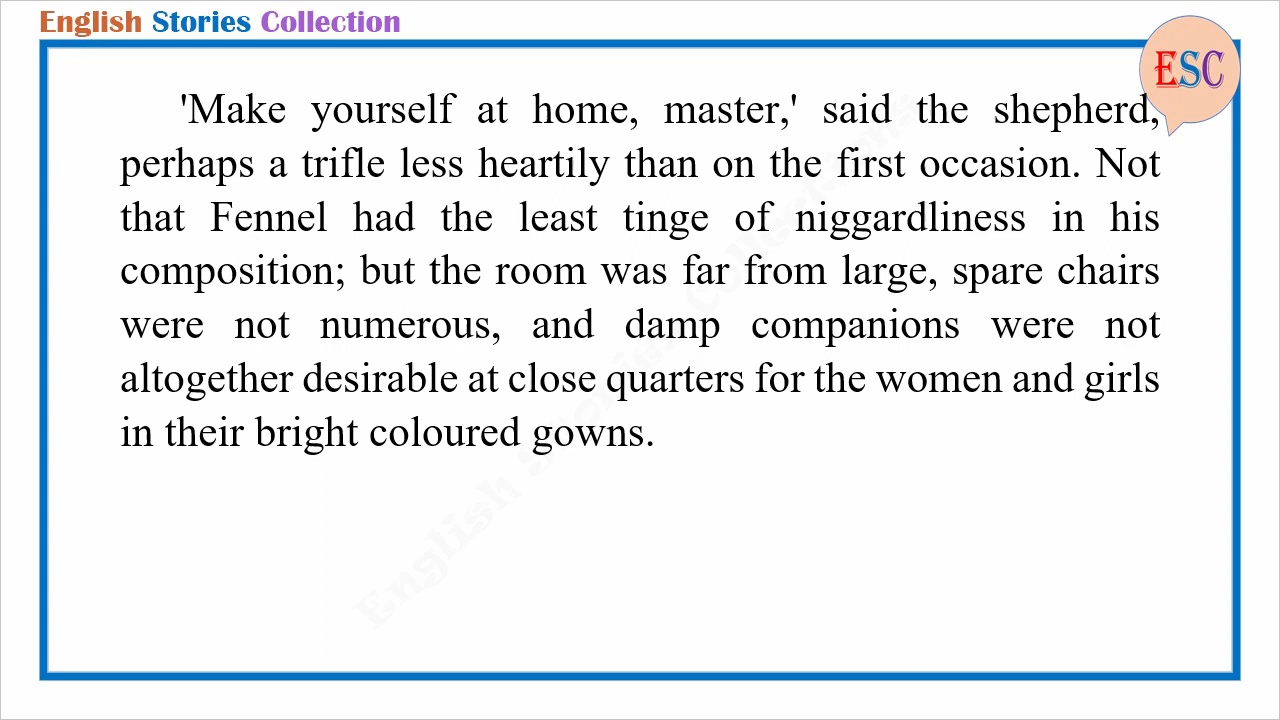 English Stories Collection
ESC
'Make yourself at home, master,' said the shepherd,
perhaps a trifle less heartily than on the first occasion. Not
that Fennel had the least tinge of niggardliness in his
composition; but the room was far from large, spare chairs
were not numerous, and damp companions were not
altogether desirable at close quarters for the women and girls
in their bright coloured gowns.
English Stories Collections